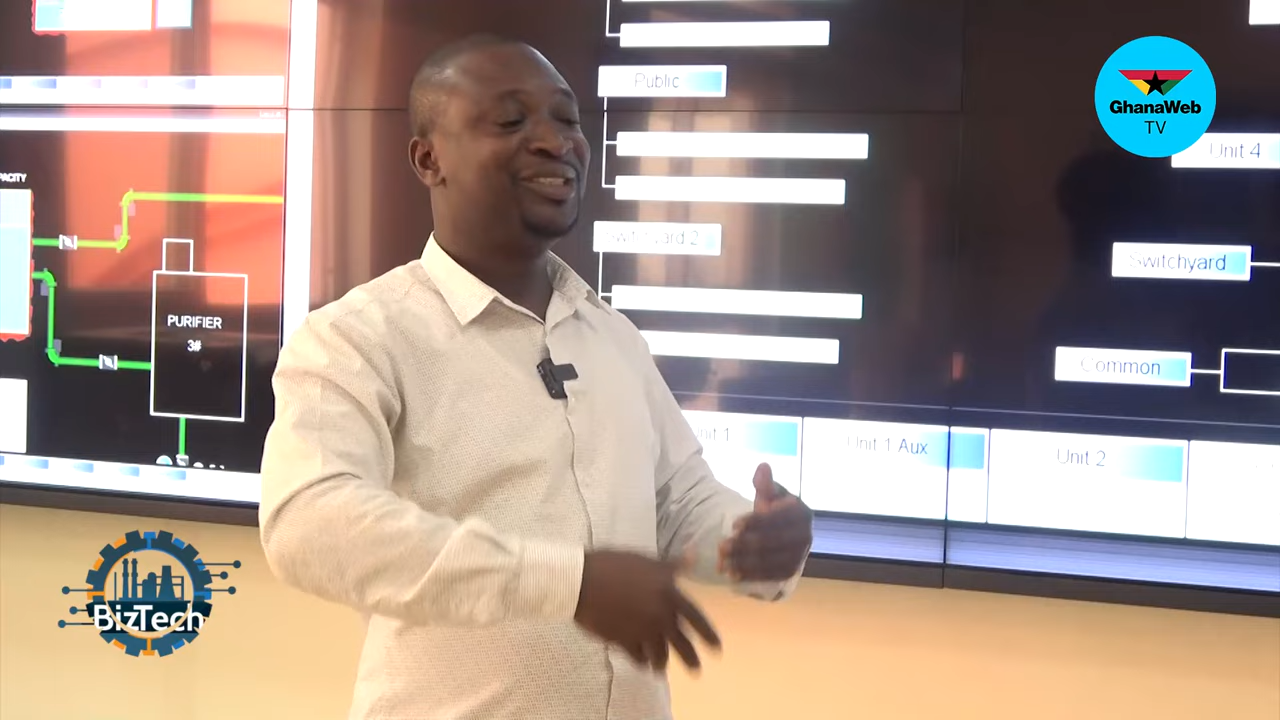 Public
GhanaWeb
TV
Unit 4
PACITY
Switchyard 2
Switchyard
PURIFIER
3#
Common
Unit 1
Unit 1 Aux
Unit 2
BizTech